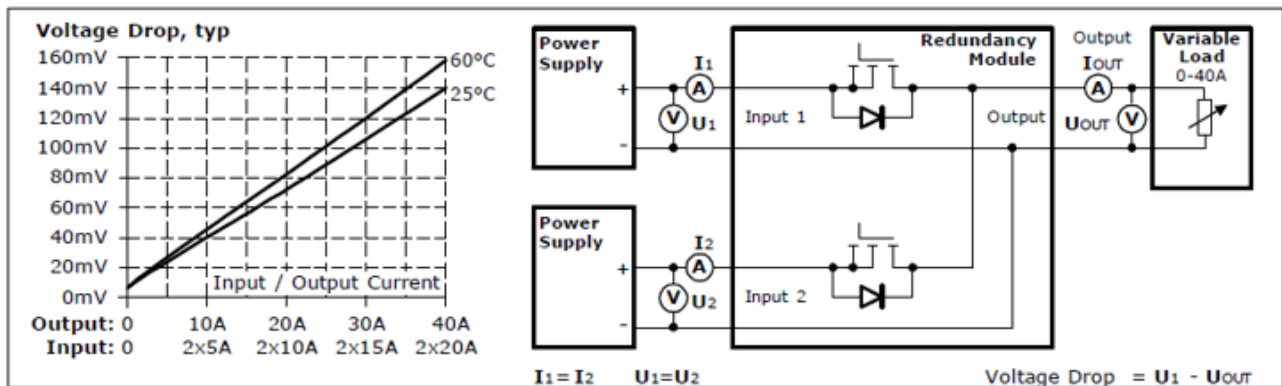 Voltage Drop, typ
160mV
140mV
120mV
100mV
80mV
60mV
40mV
20mV
0mV
60ºC
25ºC
Input / Output Current
Output: 0 10A 20A 30A 40A
Input: 0 2x5A 2x10A 2x15A 2x20A
Power
Supply
+
-
I1
A
V
U1
Input 1
Redundancy
Module
Output
Output
IOUT
A
UOUT
V
Variable
Load
0-40A
Power
Supply
+
-
I2
A
V
U2
Input 2
I1=I2 U1=U2 Voltage Drop = U1 - UOUT